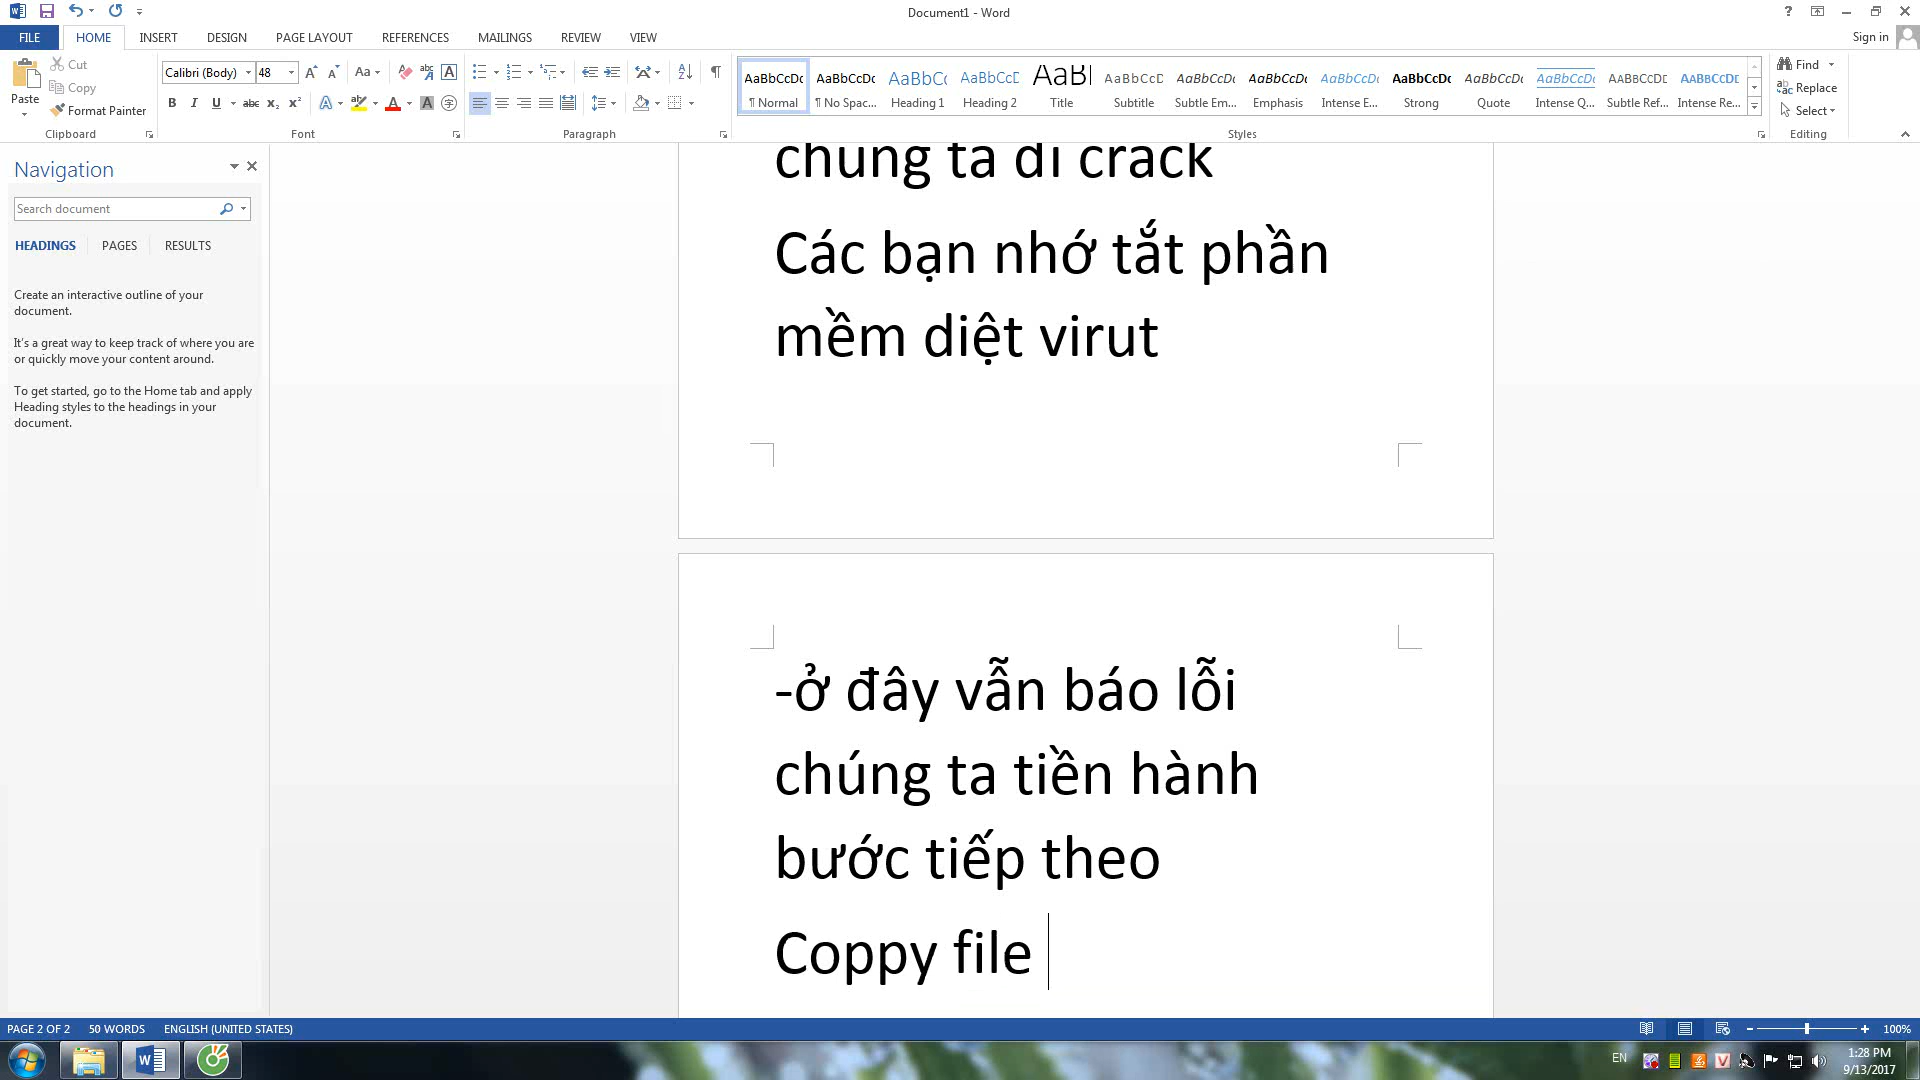 Document1 - Word
FILE HOME INSERT DESIGN PAGE LAYOUT REFERENCES MAILINGS REVIEW VIEW Sign in
Paste
Cut
Copy
Format Painter
Clipboard
Calibri (Body) 48
Font
Paragraph
AaBbCcDc AaBbCcDc AaBbCc AaBbCcD AaBl AaBbCcD AaBbCcDc AaBbCcDc AaBbCcDc AaBbCcDc AaBbCcDc AaBbCcDc AaBbCcDc AaBbCcDc
¶ Normal ¶ No Spac... Heading 1 Heading 2 Title Subtitle Subtle Em... Emphasis Intense E... Strong Quote Intense Q... Subtle Ref... Intense Re...
Styles
Find
Replace
Select
Editing
Navigation
Search document
HEADINGS PAGES RESULTS
Create an interactive outline of your
document.
It's a great way to keep track of where you are
or quickly move your content around.
To get started, go to the Home tab and apply
Heading styles to the headings in your
document.
chúng ta đi crack
Các bạn nhớ tắt phần
mềm diệt virut
-ở đây vẫn báo lỗi
chúng ta tiền hành
bước tiếp theo
Coppy file
PAGE 2 OF 2 50 WORDS ENGLISH (UNITED STATES) 100%
EN 1:28 PM
9/13/2017